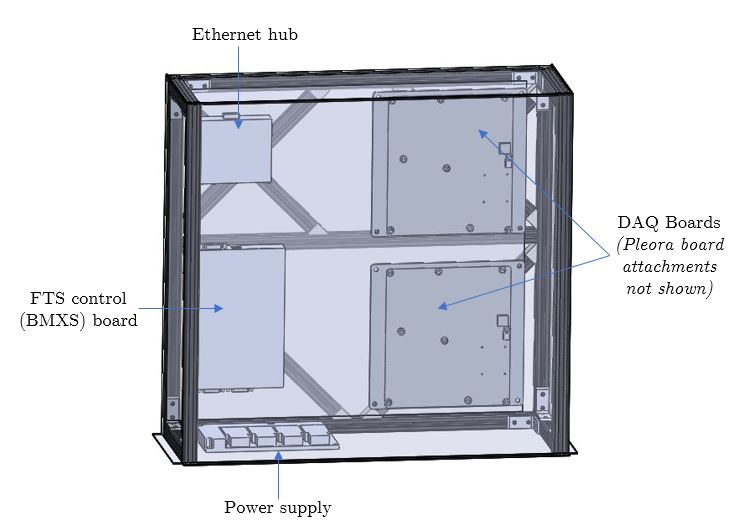 Ethernet hub
DAQ Boards
(Pleora board
attachments
not shown)
FTS control
(BMXS) board
Power supply